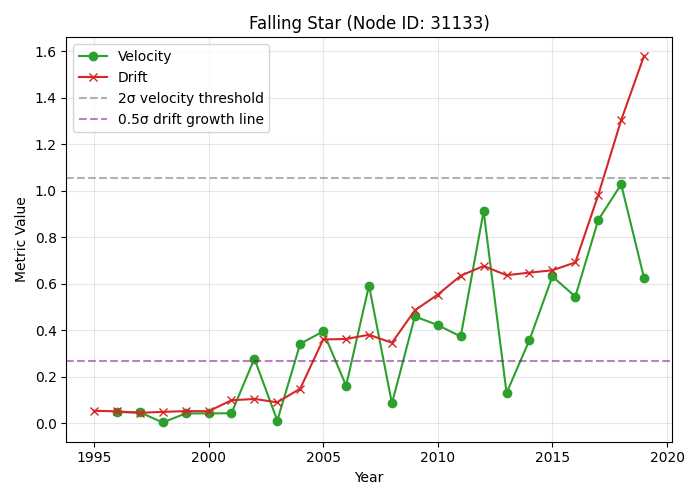 Falling Star (Node ID: 31133)
Velocity
Drift
2σ velocity threshold
0.5σ drift growth line
Metric Value
1.6
1.4
1.2
1.0
0.8
0.6
0.4
0.2
0.0
1995
2000
2005
2010
2015
2020
Year